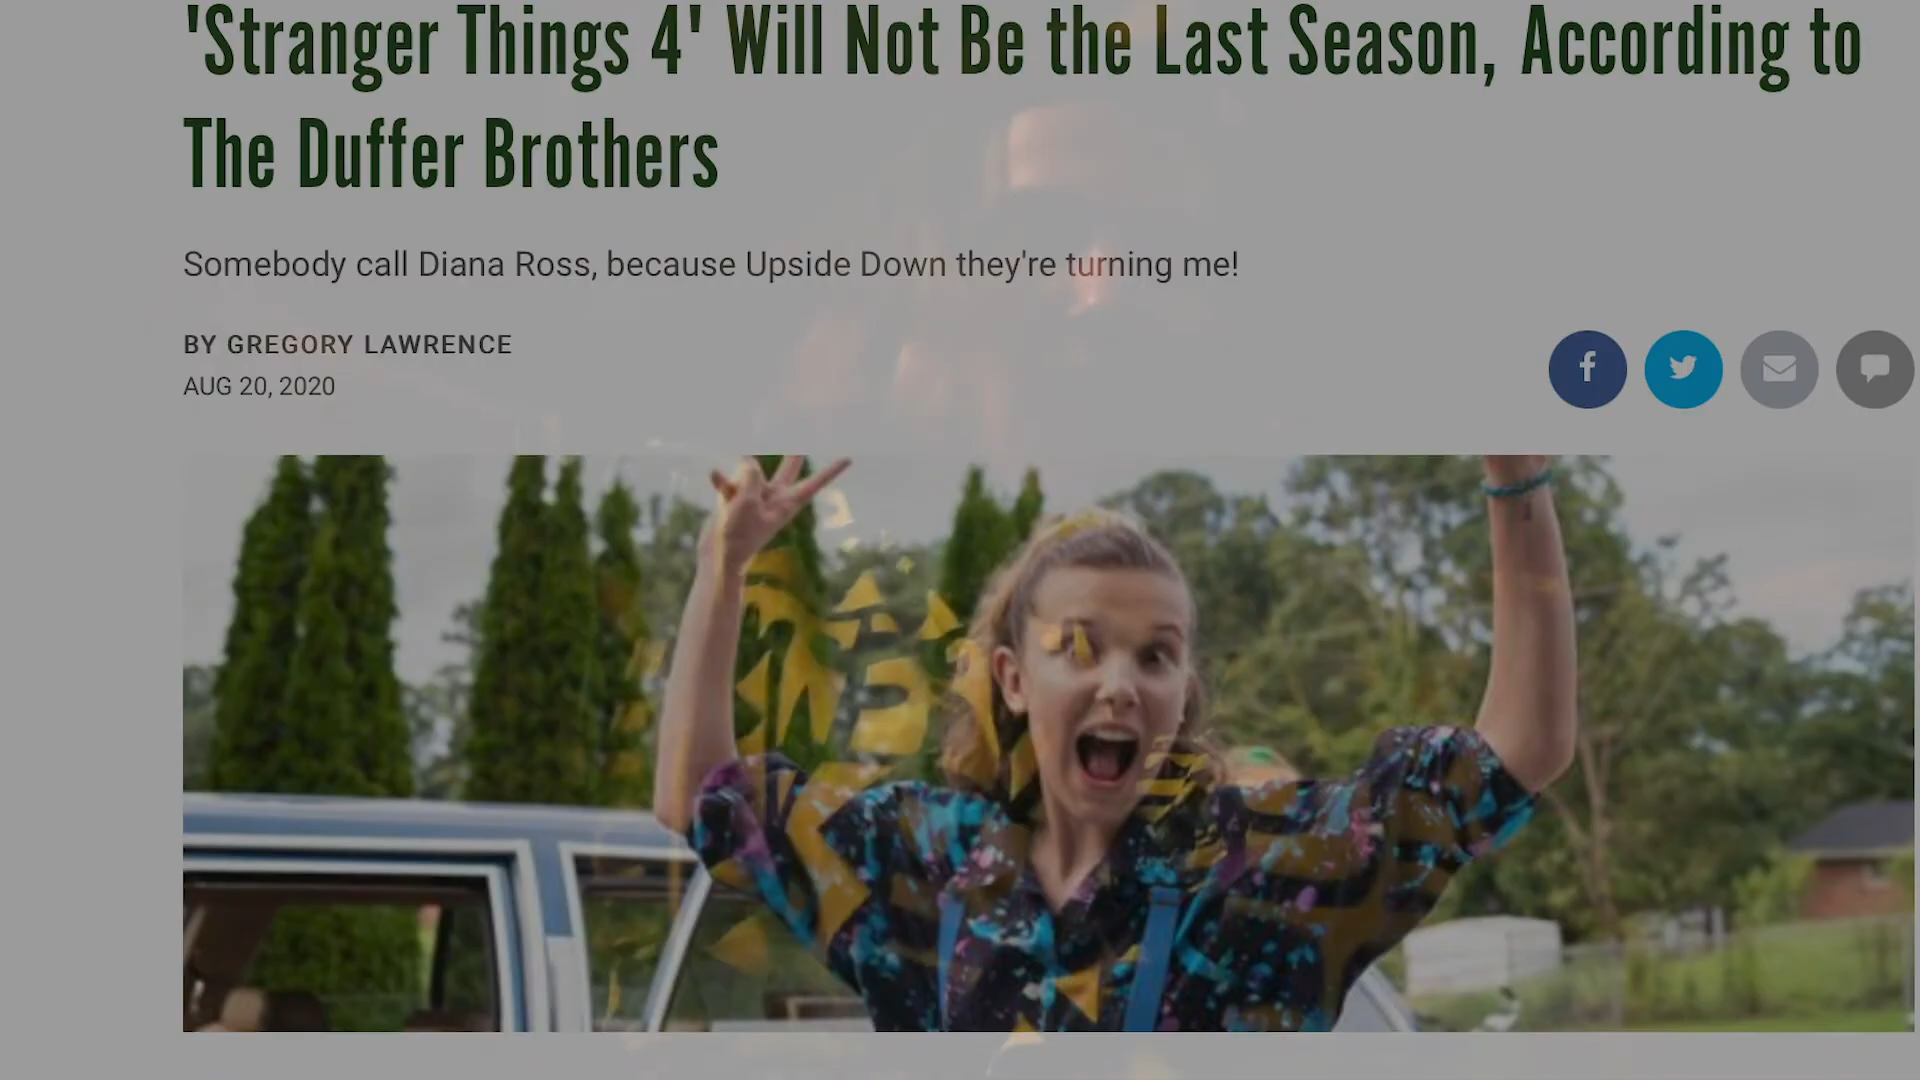 'Stranger Things 4' Will Not Be the Last Season, According to
The Duffer Brothers
Somebody call Diana Ross, because Upside Down they're turning me!
BY GREGORY LAWRENCE
AUG 20, 2020